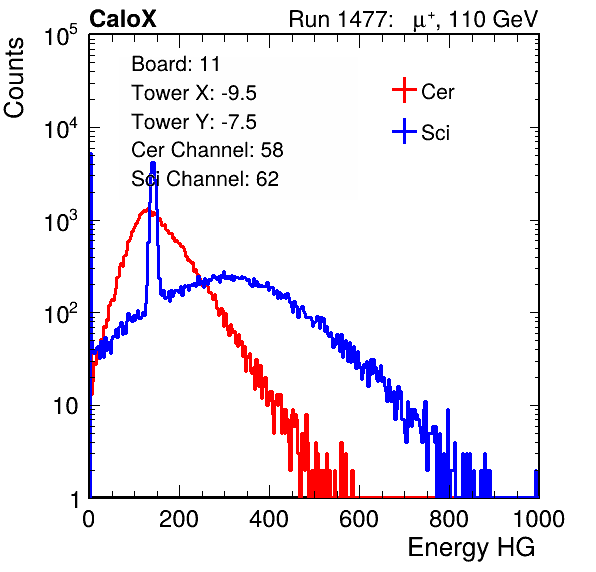 CaloX Run 1477: μ⁺, 110 GeV
Counts
10⁵
10⁴
10³
10²
10
1
Board: 11
Tower X: -9.5
Tower Y: -7.5
Cer Channel: 58
Sci Channel: 62
Cer
Sci
0 200 400 600 800 1000
Energy HG